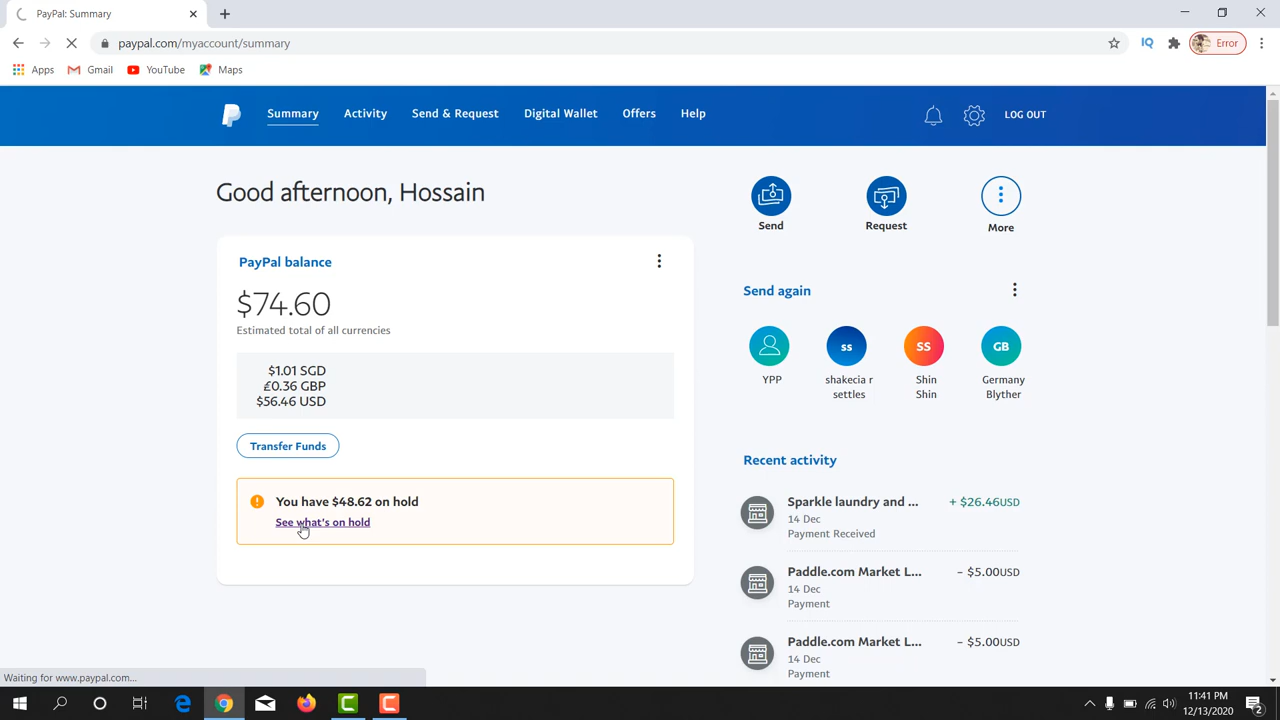 PayPal: Summary
paypal.com/myaccount/summary
IQ
Error
Apps
Gmail
YouTube
Maps
Summary
Activity
Send & Request
Digital Wallet
Offers
Help
LOG OUT
Good afternoon, Hossain
Send
Request
More
PayPal balance
$74.60
Estimated total of all currencies
$1.01 SGD
£0.36 GBP
$56.46 USD
Transfer Funds
You have $48.62 on hold
See what's on hold
Send again
ss
SS
GB
YPP
shakecia r
settles
Shin
Shin
Germany
Blyther
Recent activity
Sparkle laundry and ...
+ $26.46USD
14 Dec
Payment Received
Paddle.com Market L...
– $5.00USD
14 Dec
Payment
Paddle.com Market L...
– $5.00USD
14 Dec
Payment
Waiting for www.paypal.com...
11:41 PM
12/13/2020
2